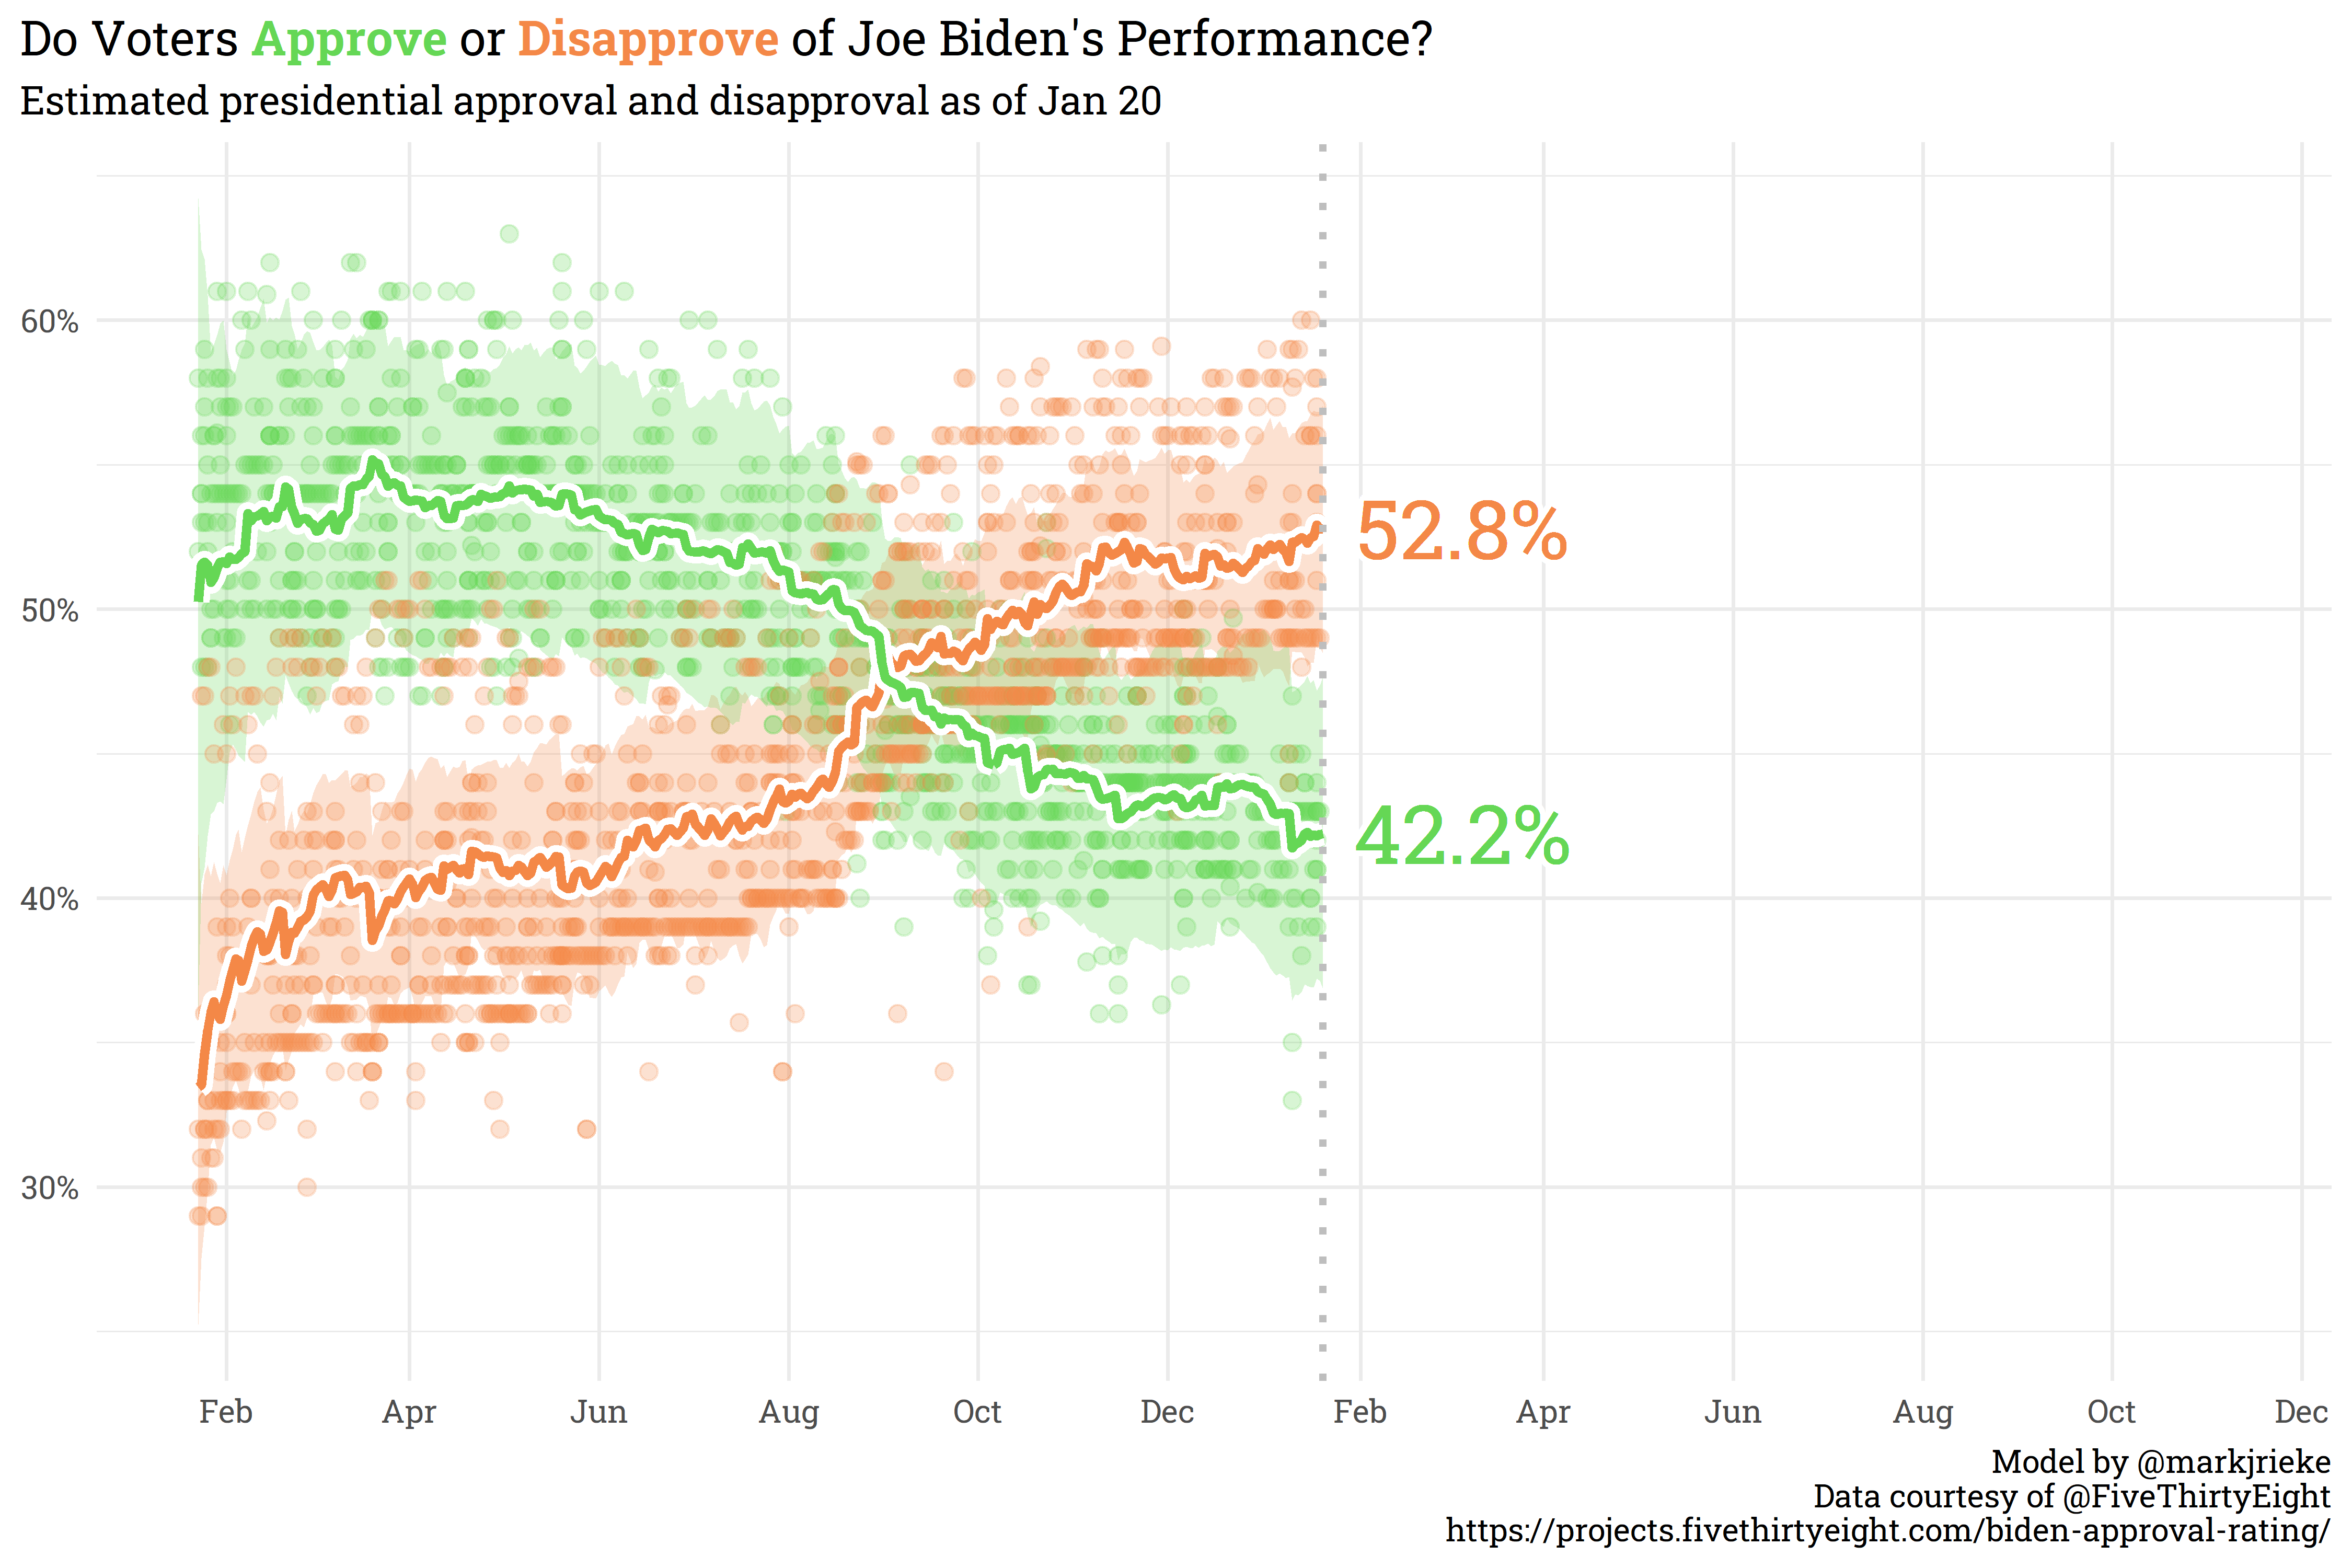 Do Voters Approve or Disapprove of Joe Biden's Performance?
Estimated presidential approval and disapproval as of Jan 20
60%
50%
40%
30%
52.8%
42.2%
Feb Apr Jun Aug Oct Dec Feb Apr Jun Aug Oct Dec
Model by @markjrieke
Data courtesy of @FiveThirtyEight
https://projects.fivethirtyeight.com/biden-approval-rating/